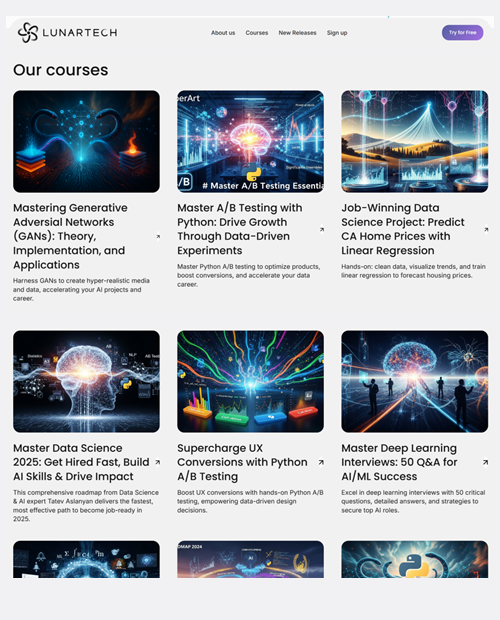 LUNARTECH
About us Courses New Releases Sign up
Try for Free
Our courses
perArt
/B
# Master A/B Testing Essentia
Mastering Generative
Adversial Networks
(GANs): Theory,
Implementation, and
Applications
Harness GANs to create hyper-realistic media
and data, accelerating your AI projects and
career.
Master A/B Testing with
Python: Drive Growth
Through Data-Driven
Experiments
Master Python A/B testing to optimize products,
boost conversions, and accelerate your data
career.
Job-Winning Data
Science Project: Predict
CA Home Prices with
Linear Regression
Hands-on: clean data, visualize trends, and train
linear regression to forecast housing prices.
Master Data Science
2025: Get Hired Fast, Build
AI Skills & Drive Impact
This comprehensive roadmap from Data Science
& AI expert Tatev Aslanyan delivers the fastest,
most effective path to become job-ready in
2025.
Supercharge UX
Conversions with Python
A/B Testing
Boost UX conversions with hands-on Python A/B
testing, empowering data-driven design
decisions.
Master Deep Learning
Interviews: 50 Q&A for
AI/ML Success
Excel in deep learning interviews with 50 critical
questions, detailed answers, and strategies to
secure top AI roles.
DMAP 2024